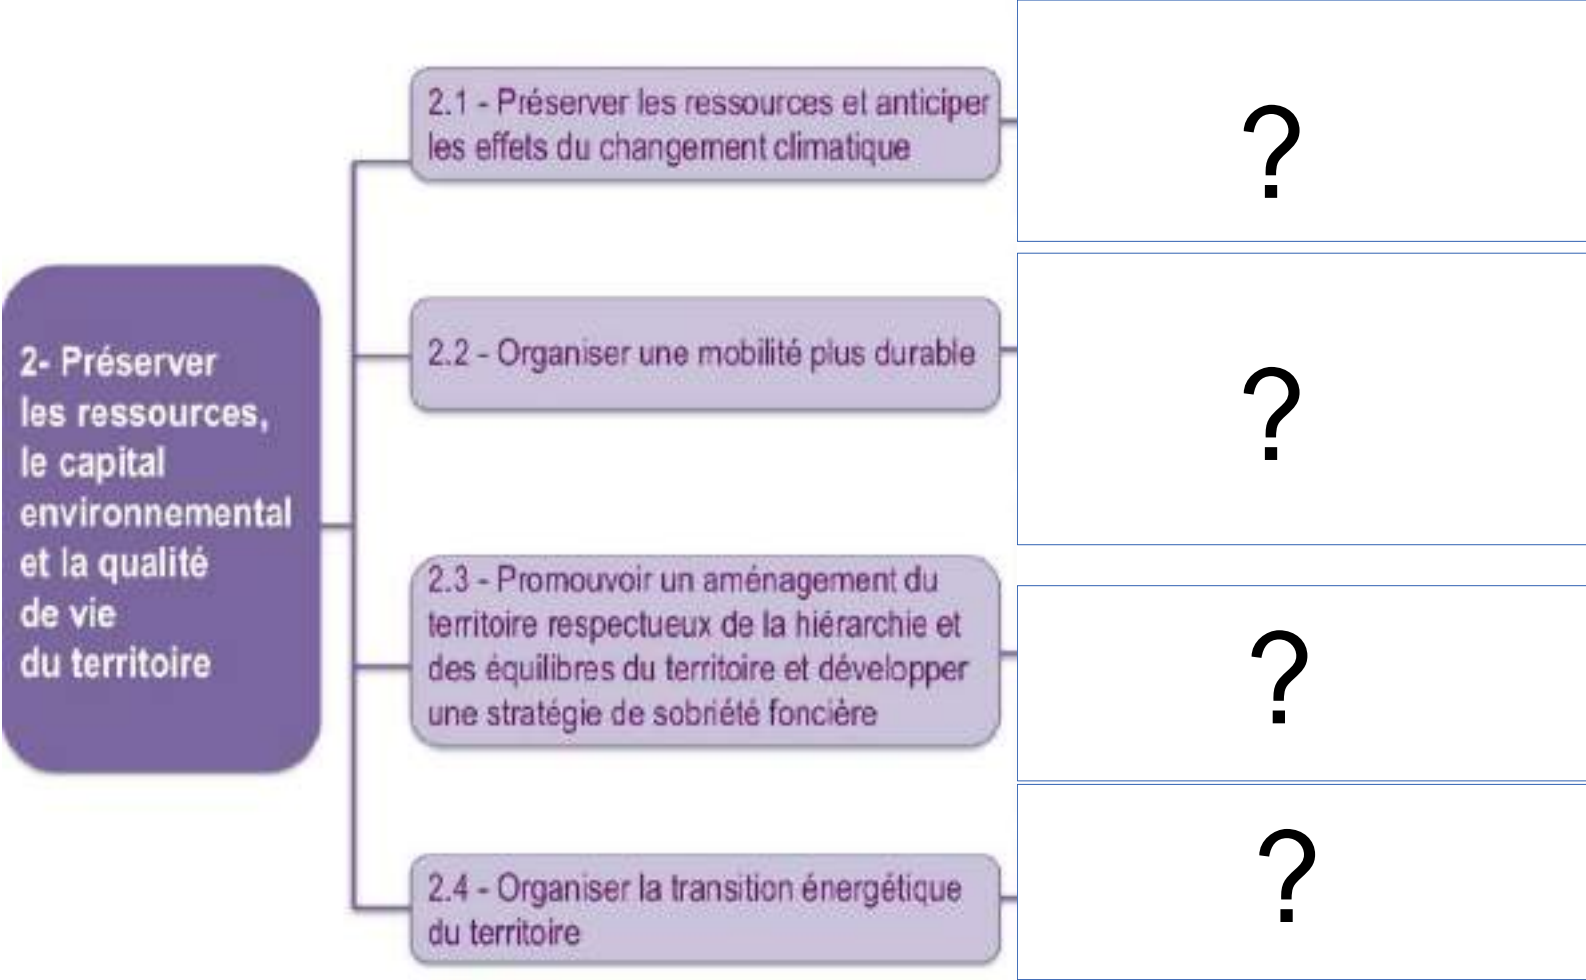 2- Préserver
les ressources,
le capital
environnemental
et la qualité
de vie
du territoire
2.1 - Préserver les ressources et anticiper
les effets du changement climatique
?
2.2 - Organiser une mobilité plus durable
?
2.3 - Promouvoir un aménagement du
territoire respectueux de la hiérarchie et
des équilibres du territoire et développer
une stratégie de sobriété foncière
?
2.4 - Organiser la transition énergétique
du territoire
?